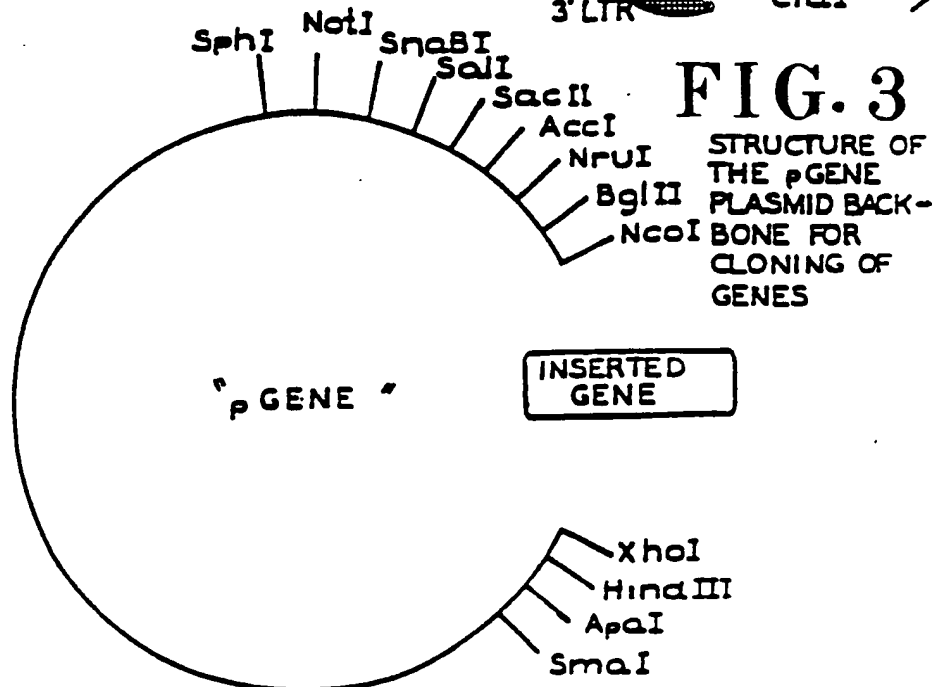 3' LTR
ClaI
SphI
NotI
SnaBI
SalI
SacII
AccI
NruI
BglII
NcoI
FIG. 3
STRUCTURE OF
THE pGENE
PLASMID BACK-
BONE FOR
CLONING OF
GENES
"pGENE"
INSERTED
GENE
XhoI
HindIII
ApaI
SmaI